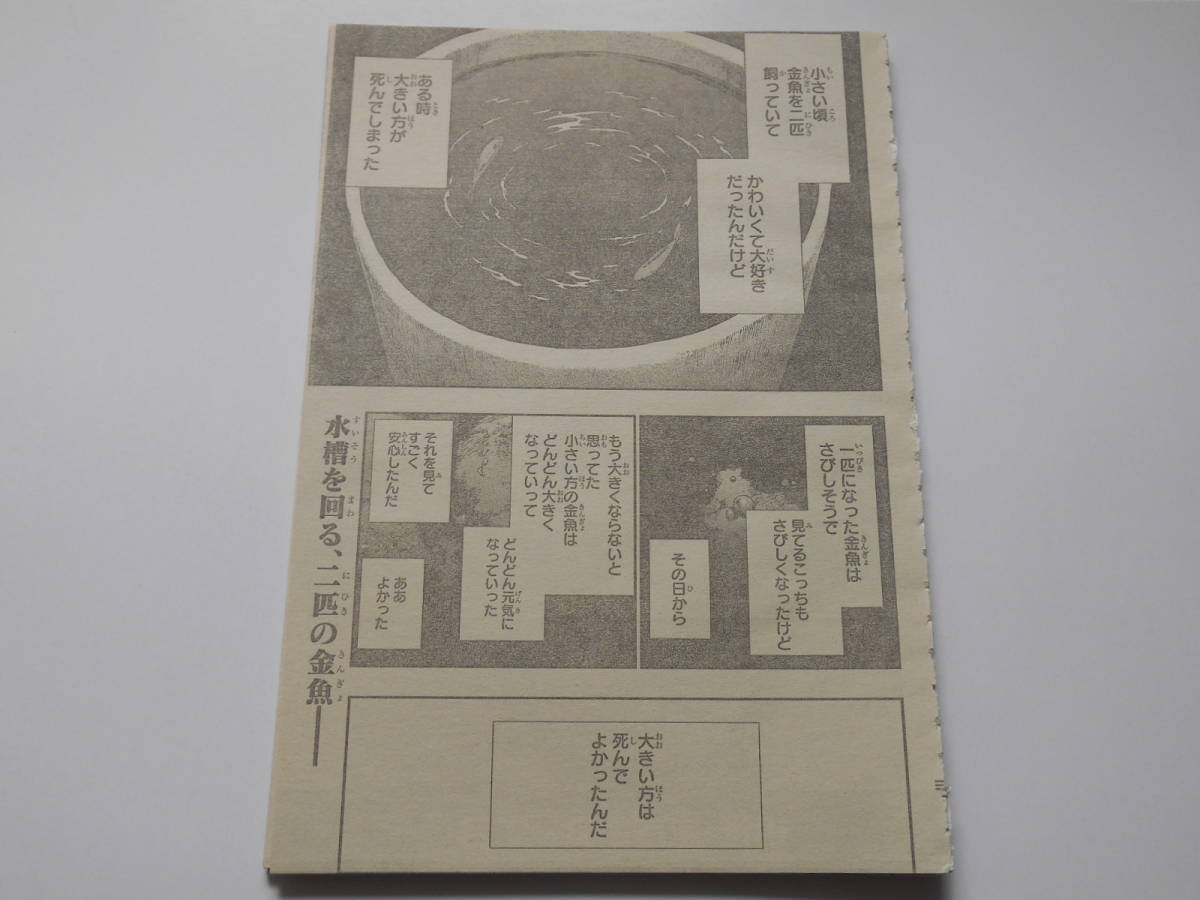 小さい頃
金魚を二匹
飼っていて
かわいくて大好き
だったんだけど
ある時
大きい方が
死んでしまった
一匹になった金魚は
さびしそうで
見てるこっちも
さびしくなったけど
その日から
もう大きくならないと
思ってた
小さい方の金魚は
どんどん大きく
なっていって
どんどん元気に
なっていった
それを見て
すごく
安心したんだ
ああ
よかった
水槽を回る、二匹の金魚――
大きい方は
死んで
よかったんだ